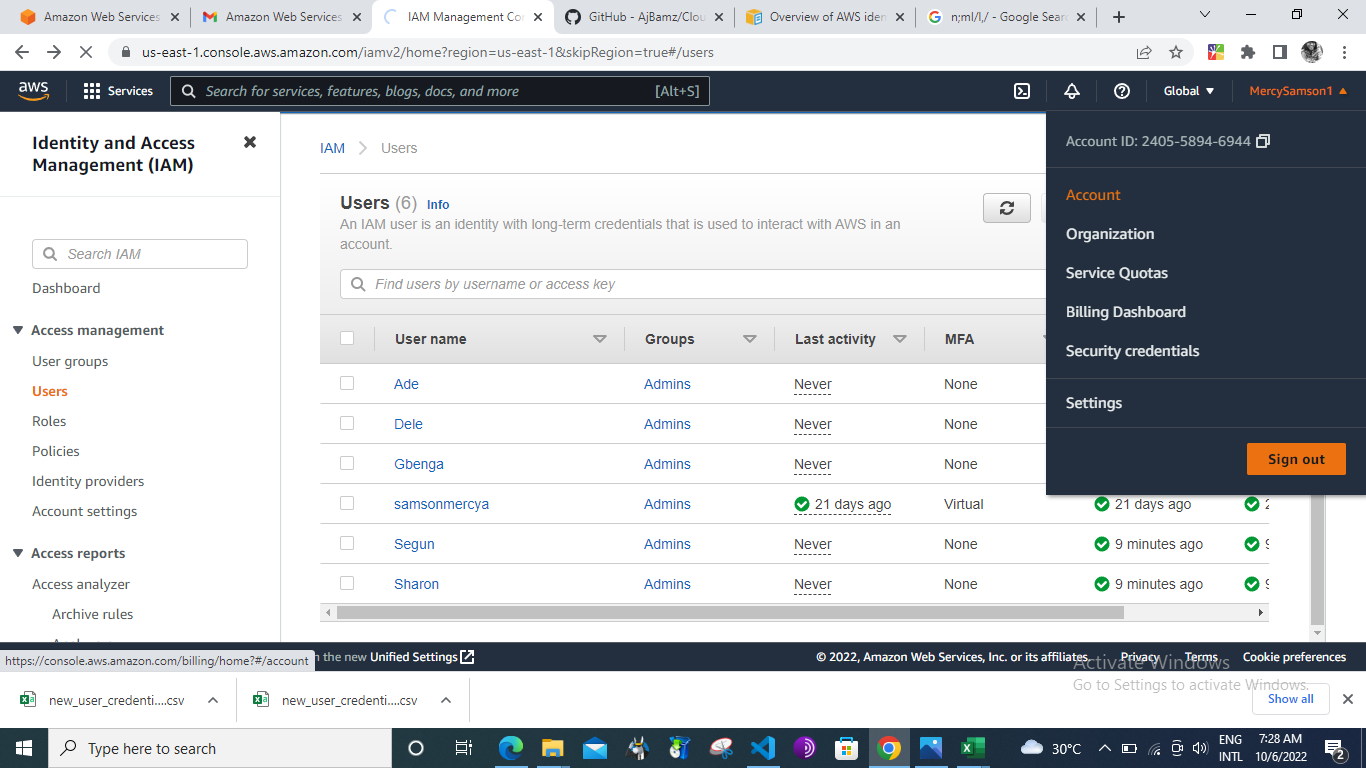 Amazon Web Services
Amazon Web Services
IAM Management Con
GitHub - AjBamz/Clou
Overview of AWS iden
n;ml/l,/ - Google Sear
us-east-1.console.aws.amazon.com/iamv2/home?region=us-east-1&skipRegion=true#/users
aws
Services
Search for services, features, blogs, docs, and more
[Alt+S]
Global
MercySamson1
Identity and Access
Management (IAM)
Search IAM
Dashboard
Access management
User groups
Users
Roles
Policies
Identity providers
Account settings
Access reports
Access analyzer
Archive rules
IAM
Users
Users (6) Info
An IAM user is an identity with long-term credentials that is used to interact with AWS in an
account.
Find users by username or access key
User name Groups Last activity MFA
Ade Admins Never None
Dele Admins Never None
Gbenga Admins Never None
samsonmercya Admins 21 days ago Virtual 21 days ago 2
Segun Admins Never None 9 minutes ago 9
Sharon Admins Never None 9 minutes ago 9
Account ID: 2405-5894-6944
Account
Organization
Service Quotas
Billing Dashboard
Security credentials
Settings
Sign out
https://console.aws.amazon.com/billing/home?#/account
in the new Unified Settings
© 2022, Amazon Web Services, Inc. or its affiliates.
Privacy
Terms
Cookie preferences
Activate Windows
Go to Settings to activate Windows.
new_user_credenti....csv
new_user_credenti....csv
Show all
Type here to search
30°C
ENG
INTL
7:28 AM
10/6/2022
2